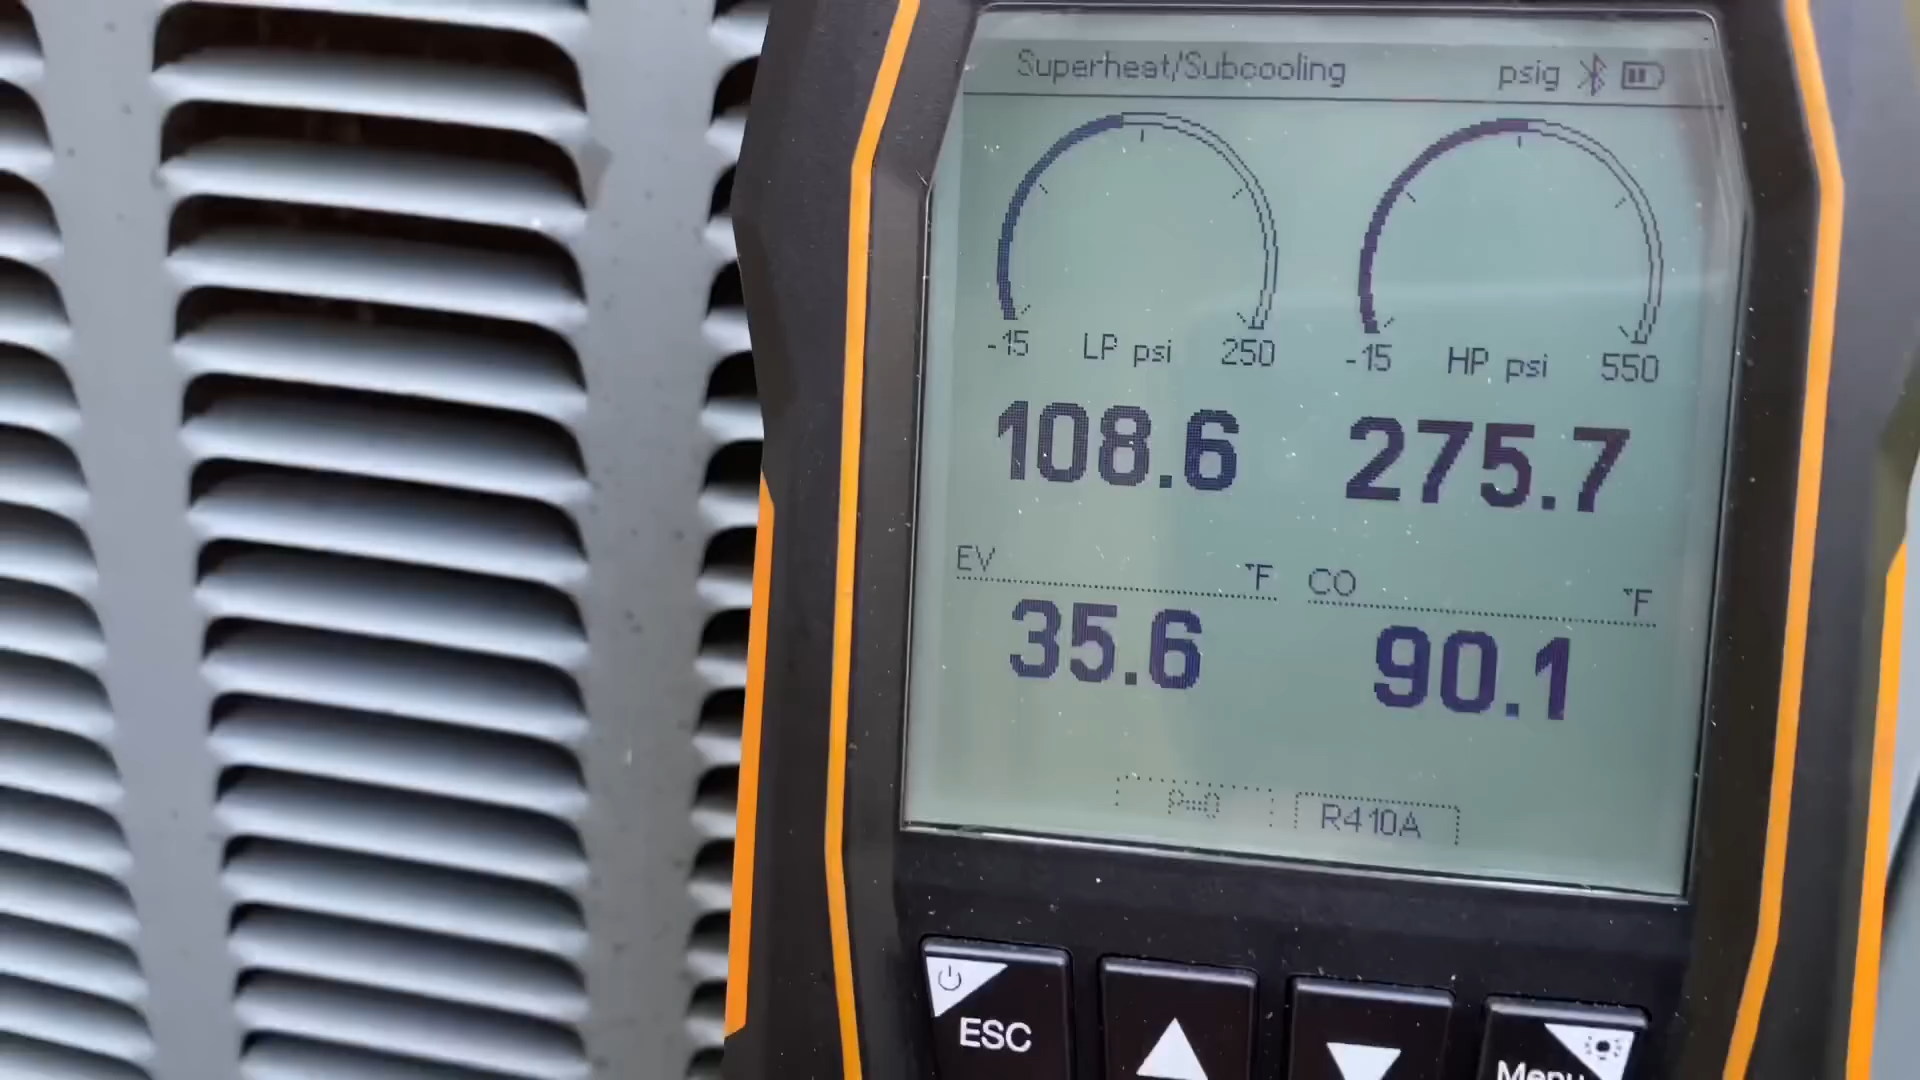 Superheat/Subcooling psig
-15 LP psi 250
-15 HP psi 550
108.6 275.7
EV °F CO °F
35.6 90.1
P=0 R410A
ESC
Menu